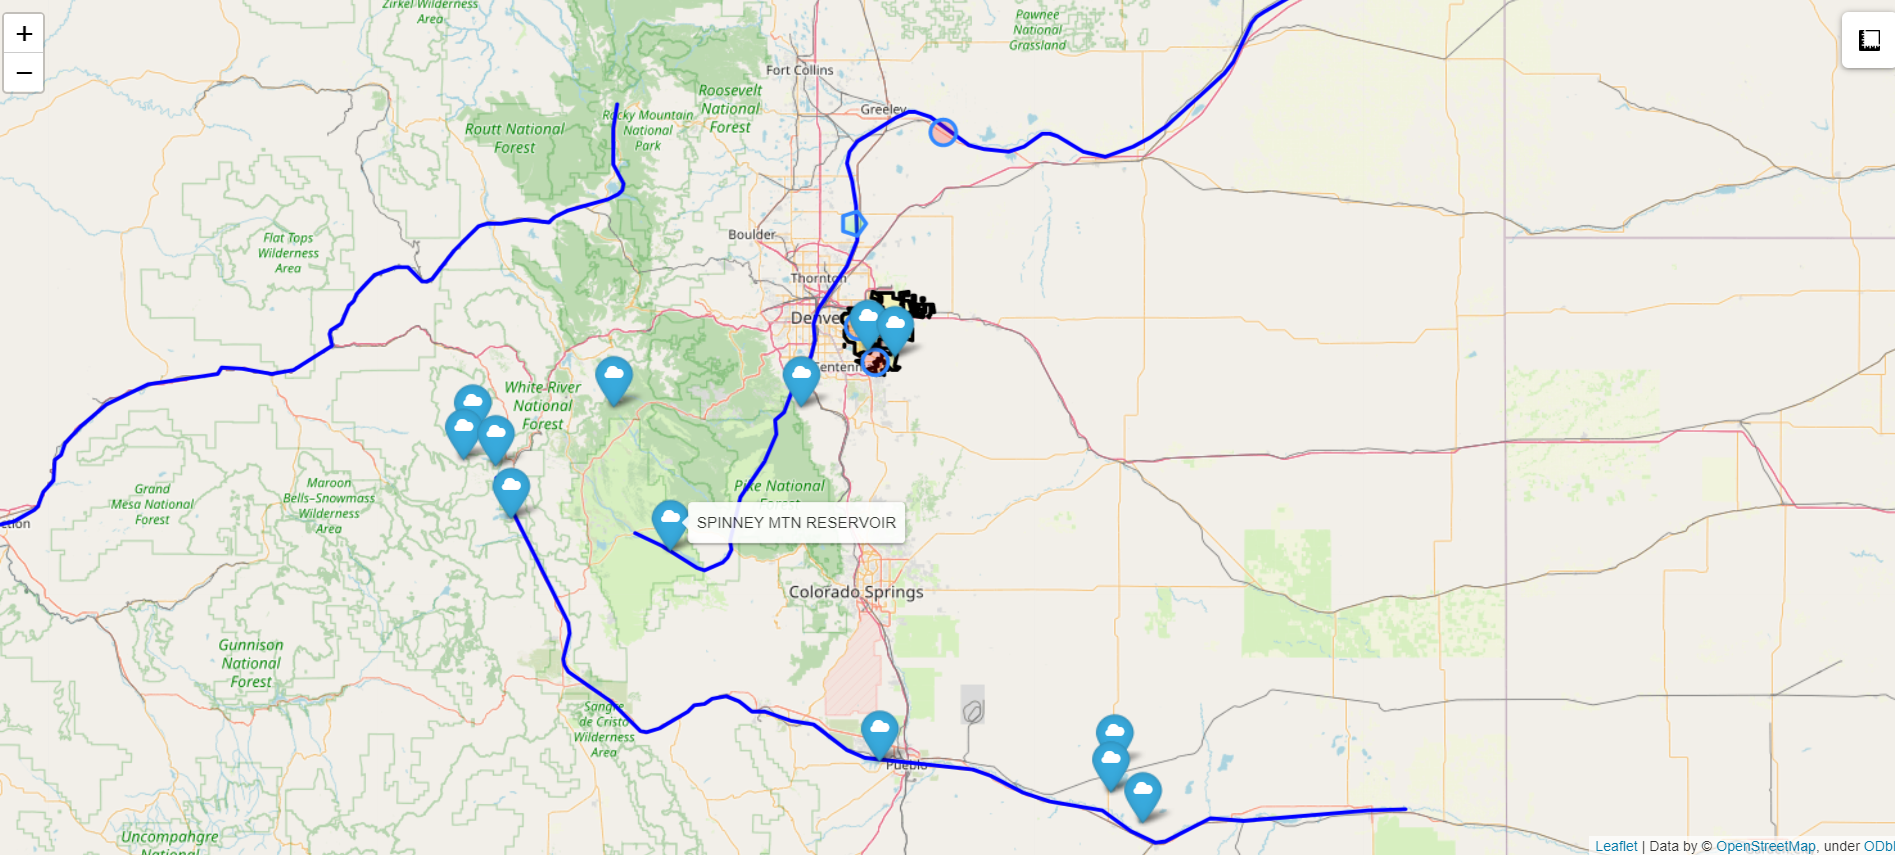 Zirkel Wilderness
Area
Pawnee
National
Grassland
+
−
Fort Collins
Roosevelt
National
Forest
Greeley
Rocky Mountain
National
Park
Routt National
Forest
Boulder
Flat Tops
Wilderness
Area
Thornton
Denve
Centenn
White River
National
Forest
Grand
Mesa National
Forest
Maroon
Bells-Snowmass
Wilderness
Area
Pike National
Forest
ction
SPINNEY MTN RESERVOIR
Colorado Springs
Gunnison
National
Forest
Sangre
de Cristo
Wilderness
Area
Pueblo
Uncompahgre
National
Leaflet | Data by © OpenStreetMap, under ODbl